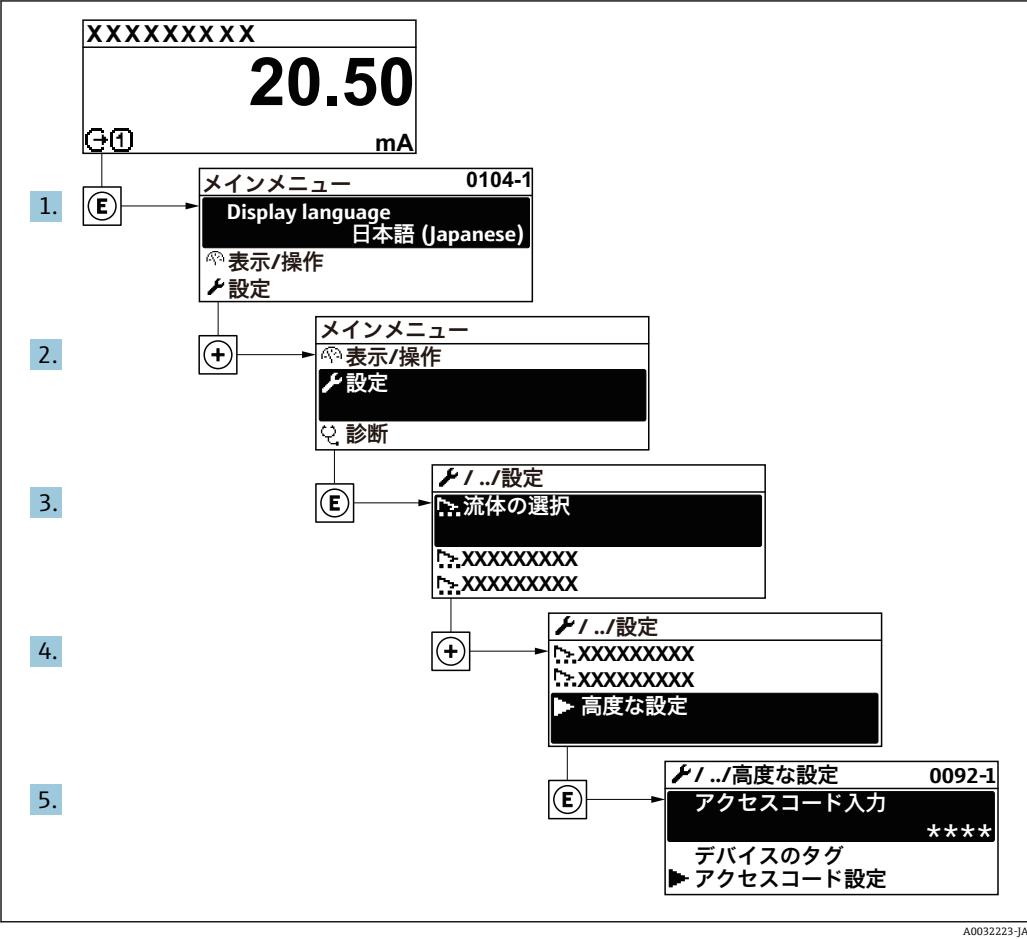 XXXXXXXXX
20.50
1 mA
1. E
メインメニュー 0104-1
Display language
日本語 (Japanese)
表示/操作
設定
2. +
メインメニュー
表示/操作
設定
診断
3. E
/ ../設定
流体の選択
XXXXXXXXX
XXXXXXXXX
4. +
/ ../設定
XXXXXXXXX
XXXXXXXXX
高度な設定
5. E
/ ../高度な設定 0092-1
アクセスコード入力
****
デバイスのタグ
アクセスコード設定
A0032223-JA